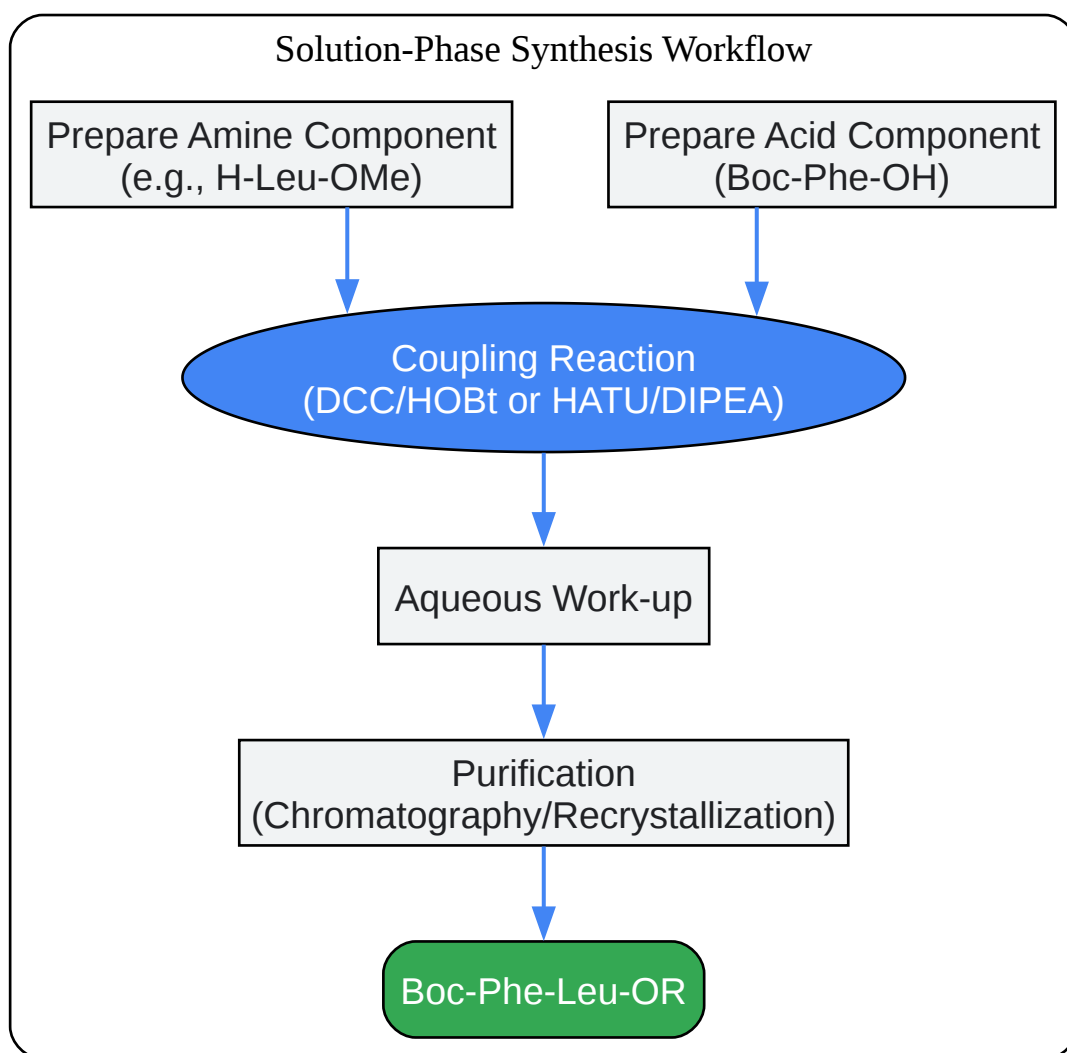 Solution-Phase Synthesis Workflow
Prepare Amine Component
(e.g., H-Leu-OMe)
Prepare Acid Component
(Boc-Phe-OH)
Coupling Reaction
(DCC/HOBt or HATU/DIPEA)
Aqueous Work-up
Purification
(Chromatography/Recrystallization)
Boc-Phe-Leu-OR